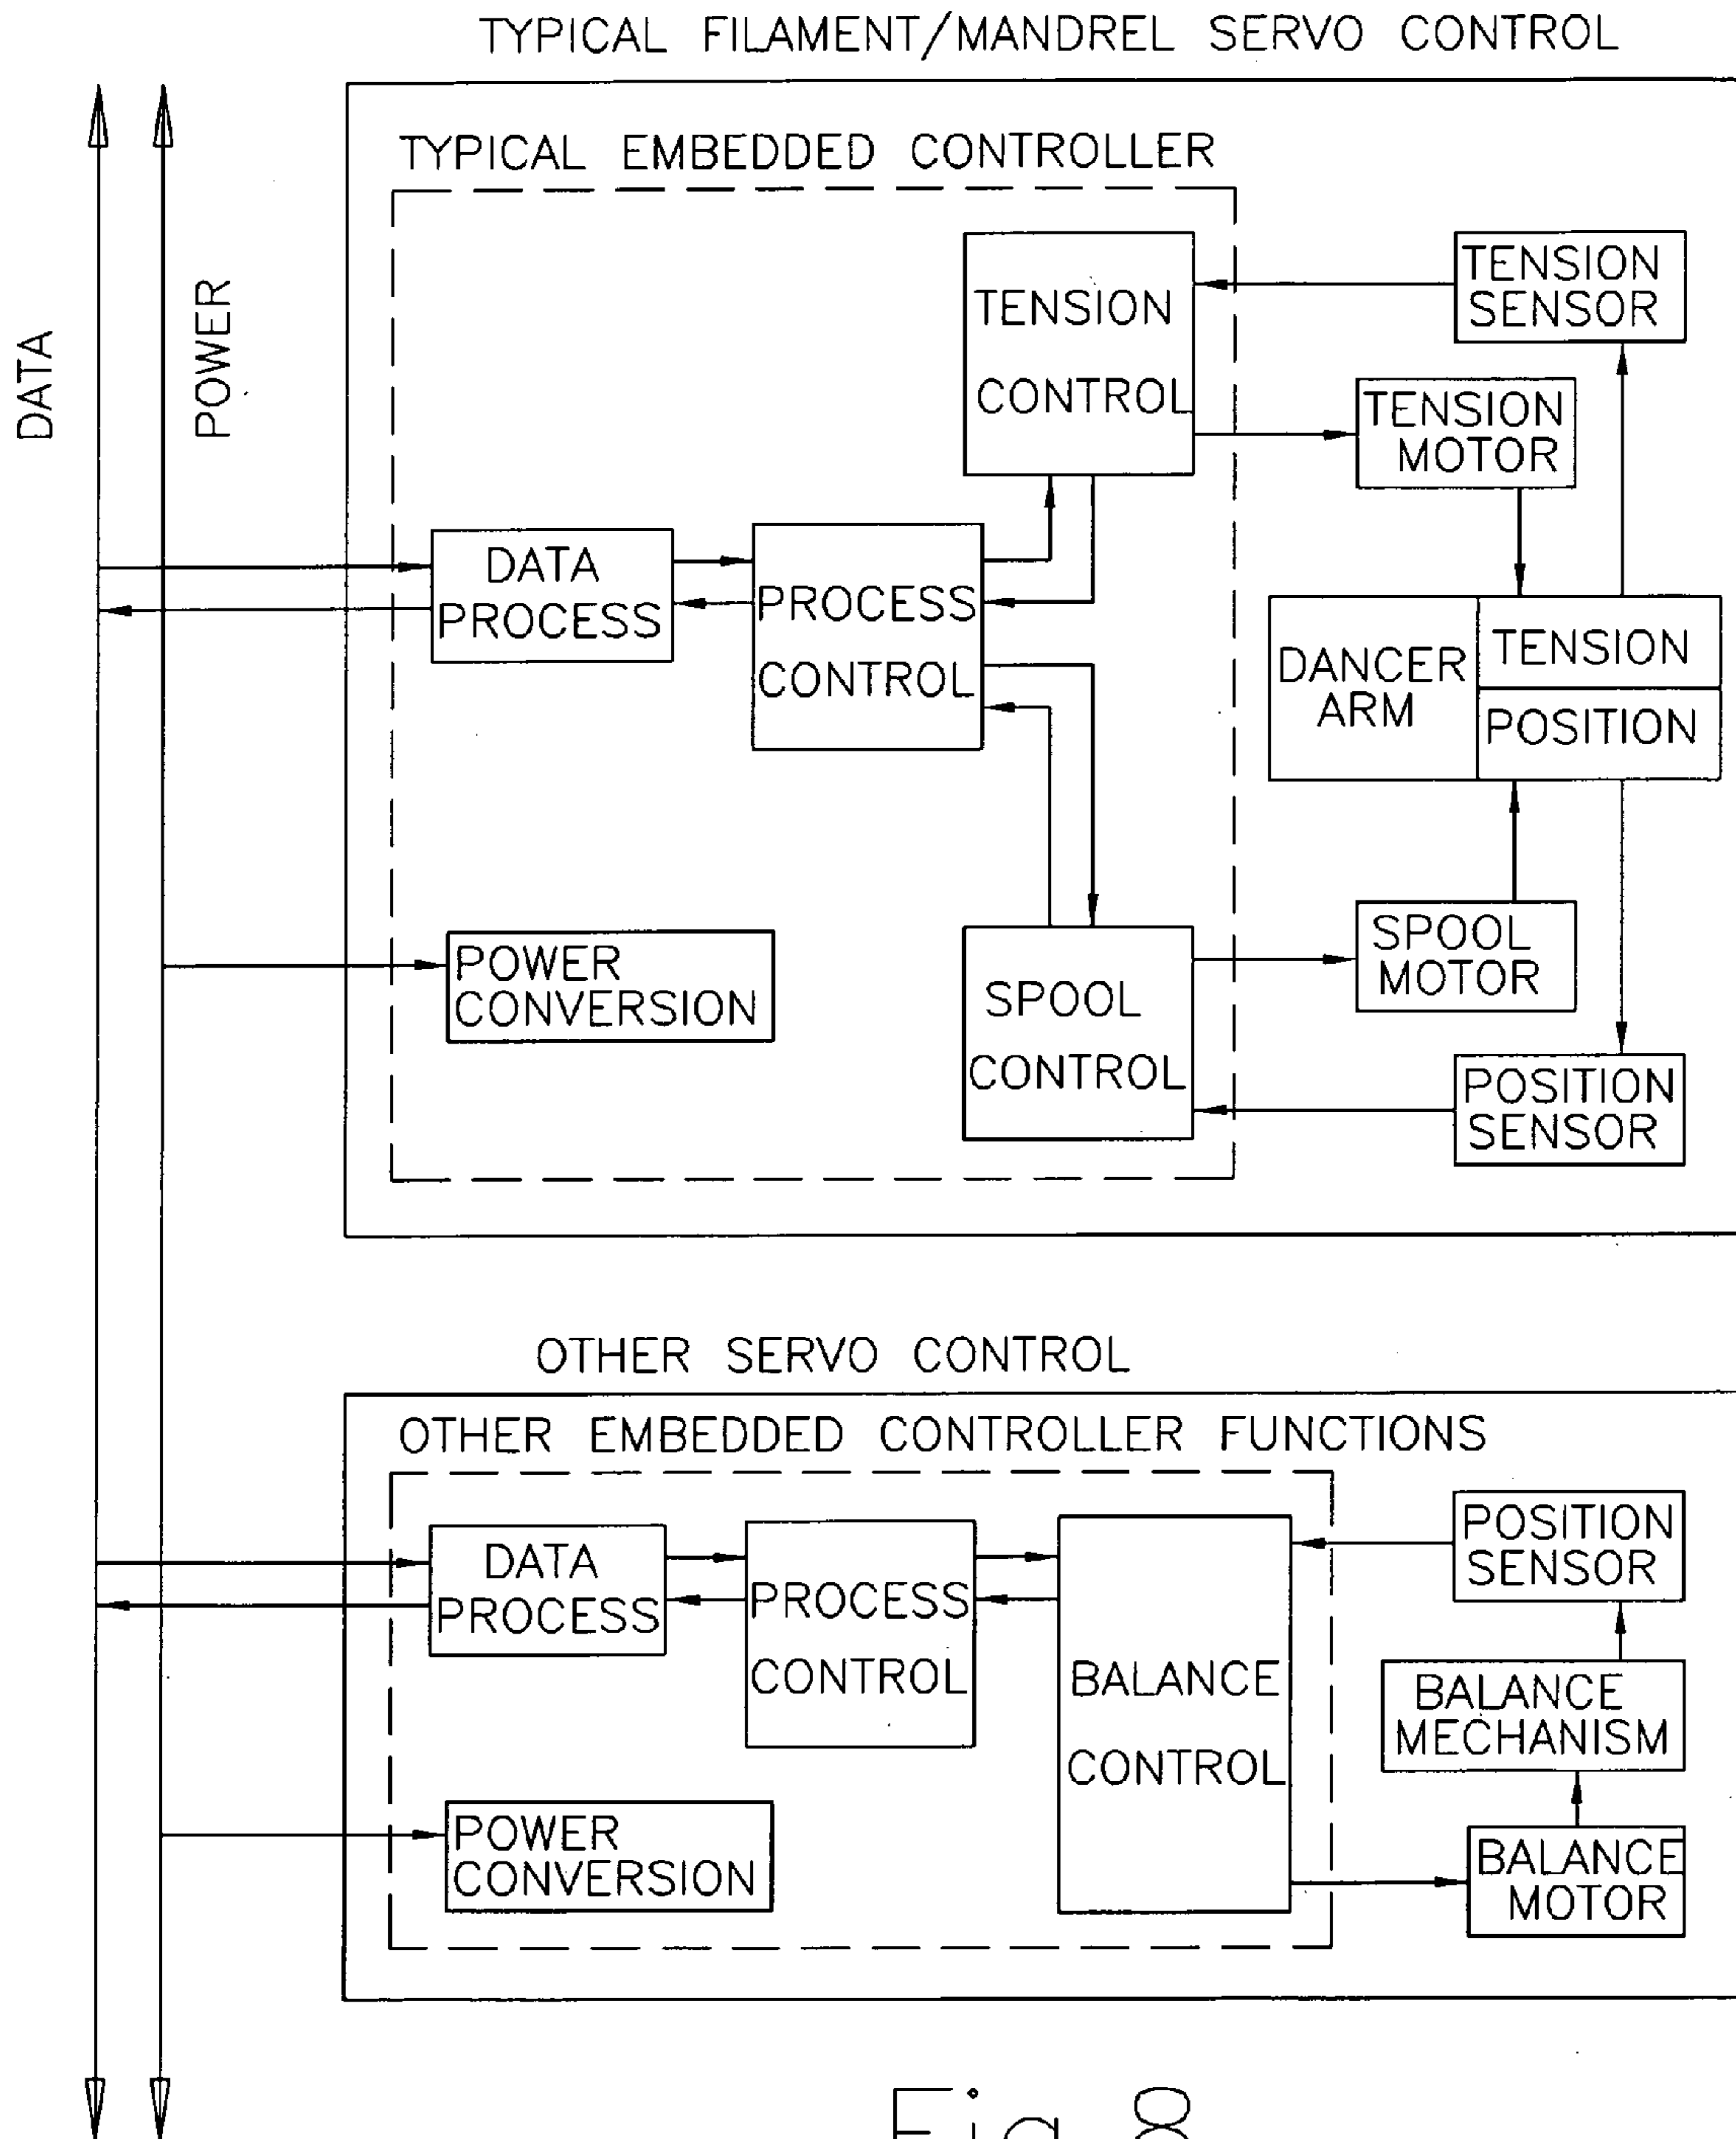 TYPICAL FILAMENT/MANDREL SERVO CONTROL
DATA
POWER
TYPICAL EMBEDDED CONTROLLER
TENSION
CONTROL
TENSION
SENSOR
TENSION
MOTOR
DATA
PROCESS
PROCESS
CONTROL
DANCER
ARM
TENSION
POSITION
POWER
CONVERSION
SPOOL
CONTROL
SPOOL
MOTOR
POSITION
SENSOR
OTHER SERVO CONTROL
OTHER EMBEDDED CONTROLLER FUNCTIONS
DATA
PROCESS
PROCESS
CONTROL
BALANCE
CONTROL
POSITION
SENSOR
BALANCE
MECHANISM
POWER
CONVERSION
BALANCE
MOTOR
Fig 8